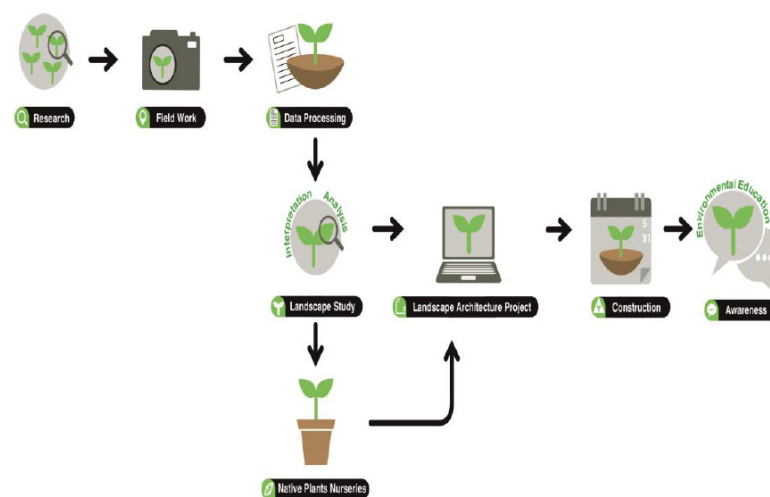 Research
Field Work
Data Processing
Interpretation Analysis
Landscape Study
Landscape Architecture Project
S
31
Construction
Environmental Education
Awareness
Native Plants Nurseries